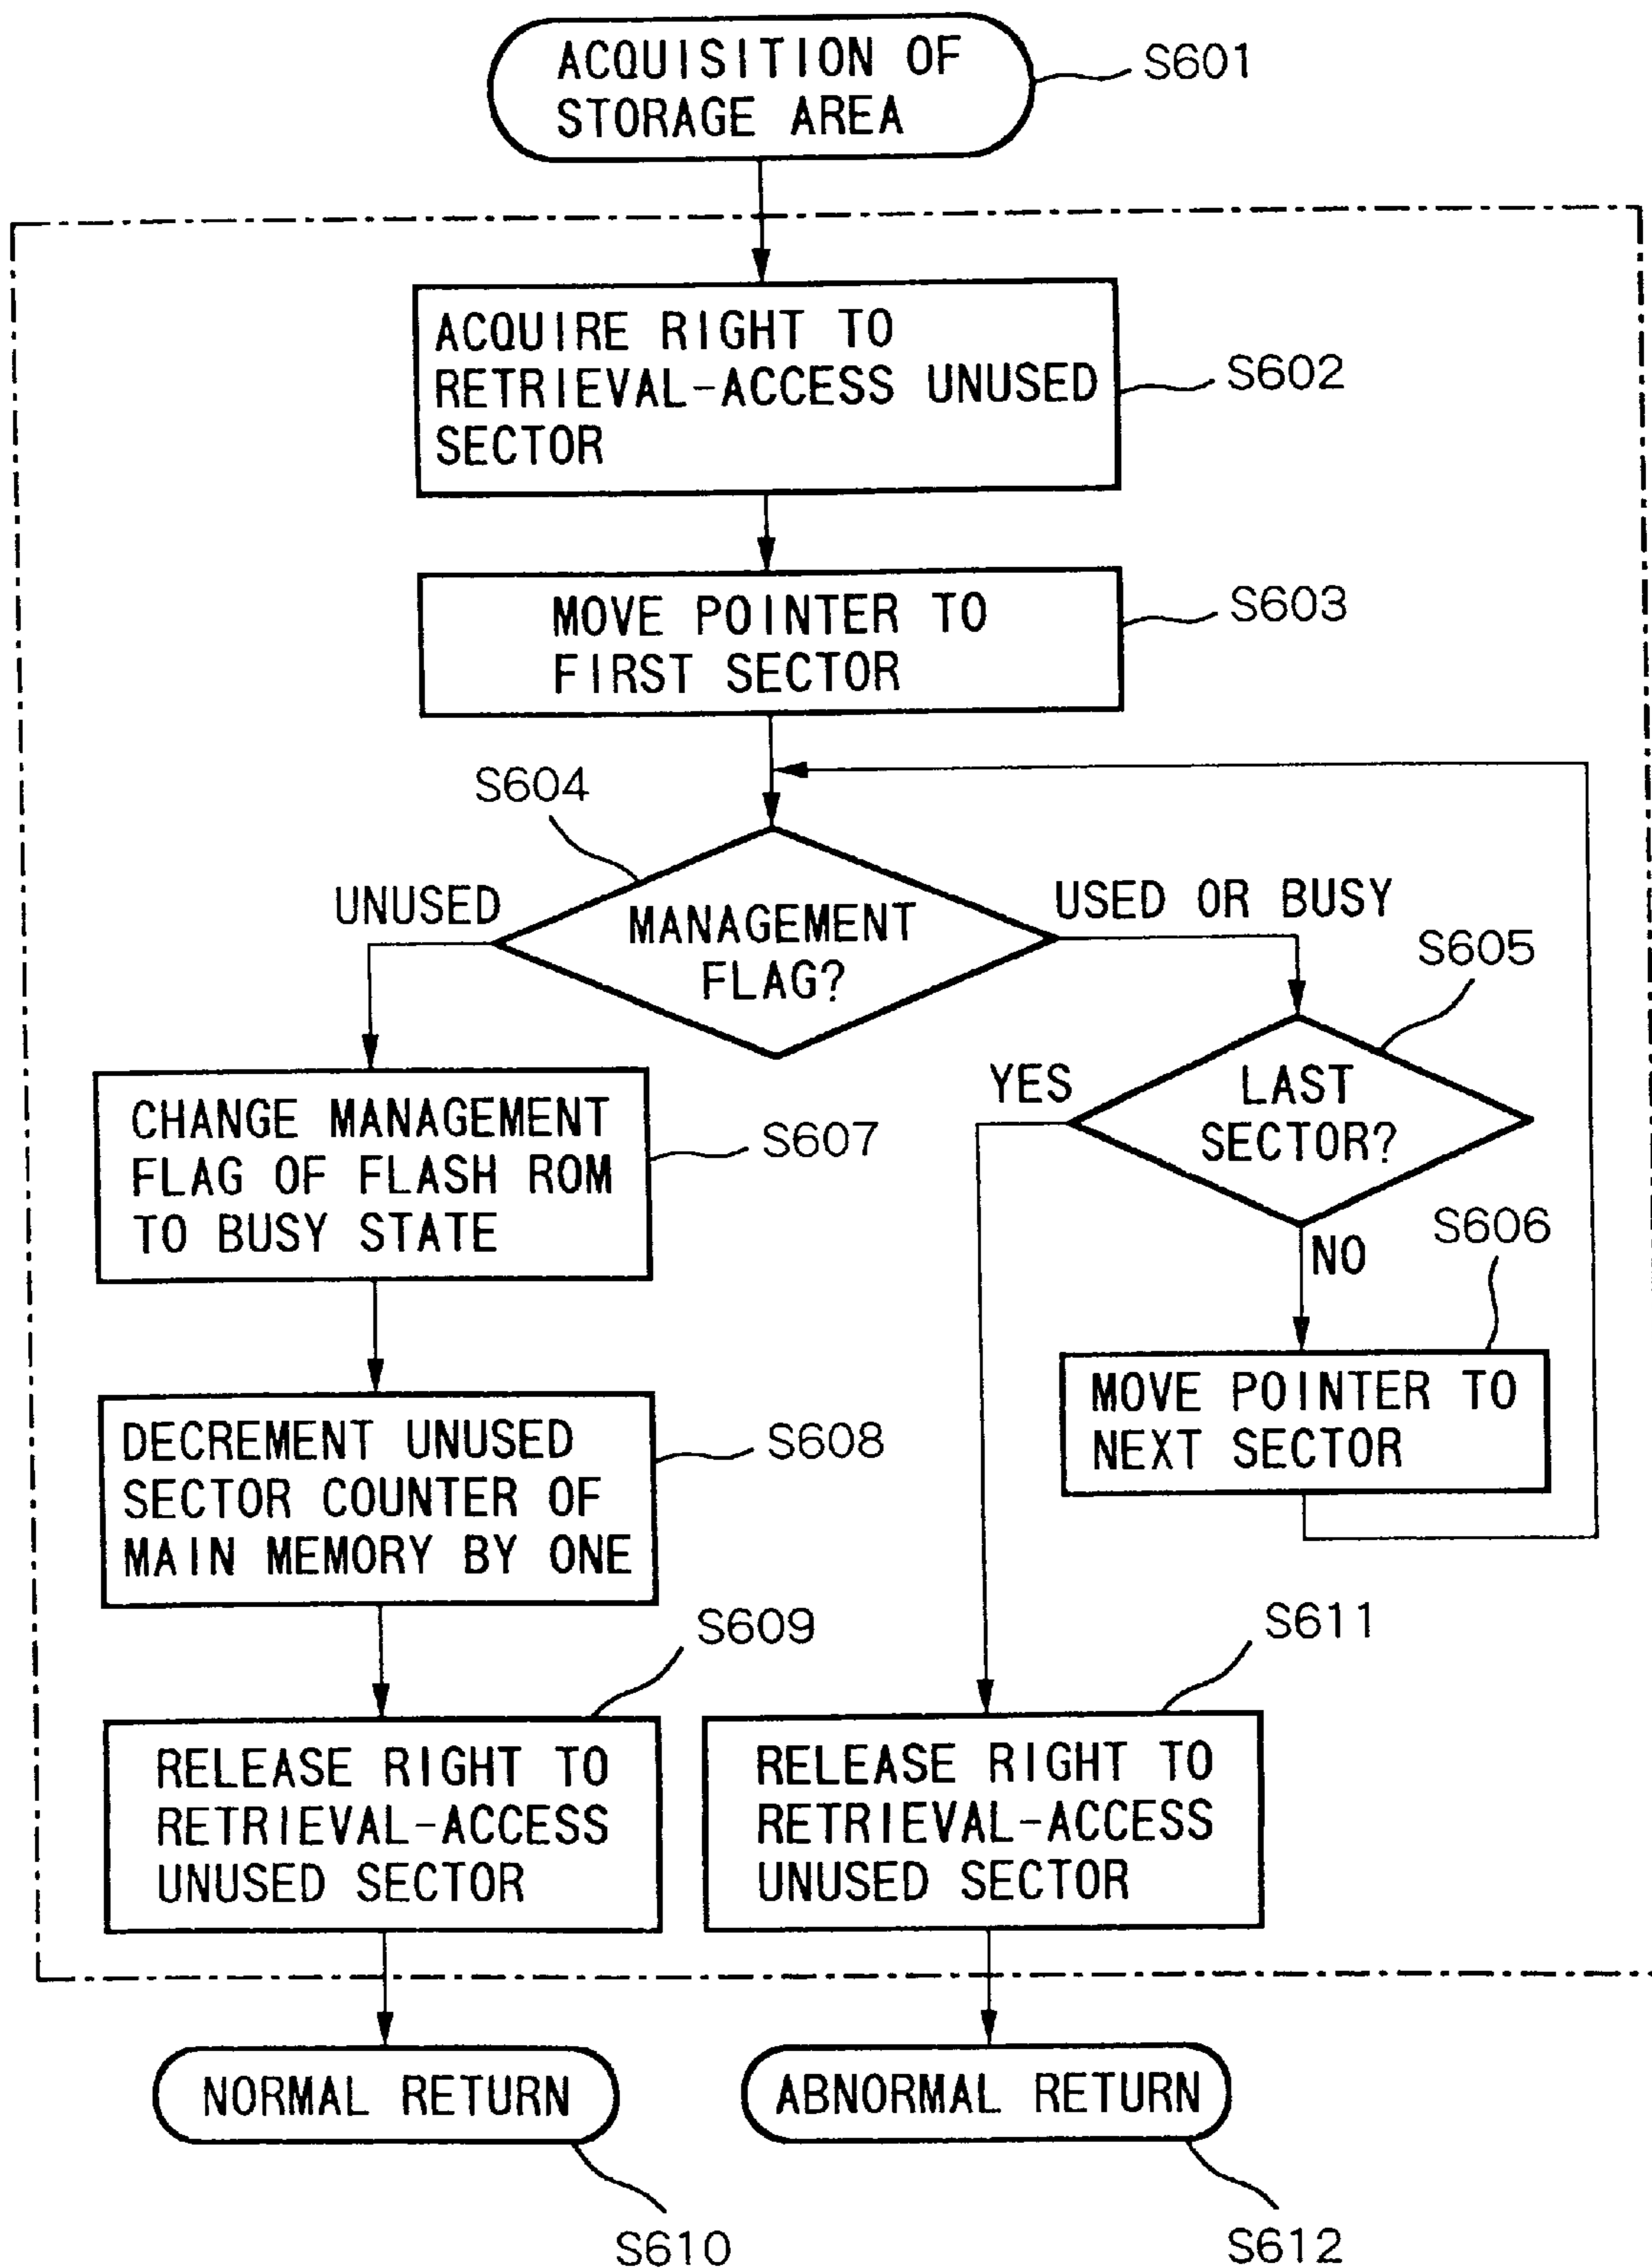 ACQUISITION OF
STORAGE AREA
S601
ACQUIRE RIGHT TO
RETRIEVAL-ACCESS UNUSED
SECTOR
S602
MOVE POINTER TO
FIRST SECTOR
S603
S604
UNUSED
MANAGEMENT
FLAG?
USED OR BUSY
S605
YES
LAST
SECTOR?
NO
S606
MOVE POINTER TO
NEXT SECTOR
CHANGE MANAGEMENT
FLAG OF FLASH ROM
TO BUSY STATE
S607
DECREMENT UNUSED
SECTOR COUNTER OF
MAIN MEMORY BY ONE
S608
S609
RELEASE RIGHT TO
RETRIEVAL-ACCESS
UNUSED SECTOR
S611
RELEASE RIGHT TO
RETRIEVAL-ACCESS
UNUSED SECTOR
NORMAL RETURN
S610
ABNORMAL RETURN
S612